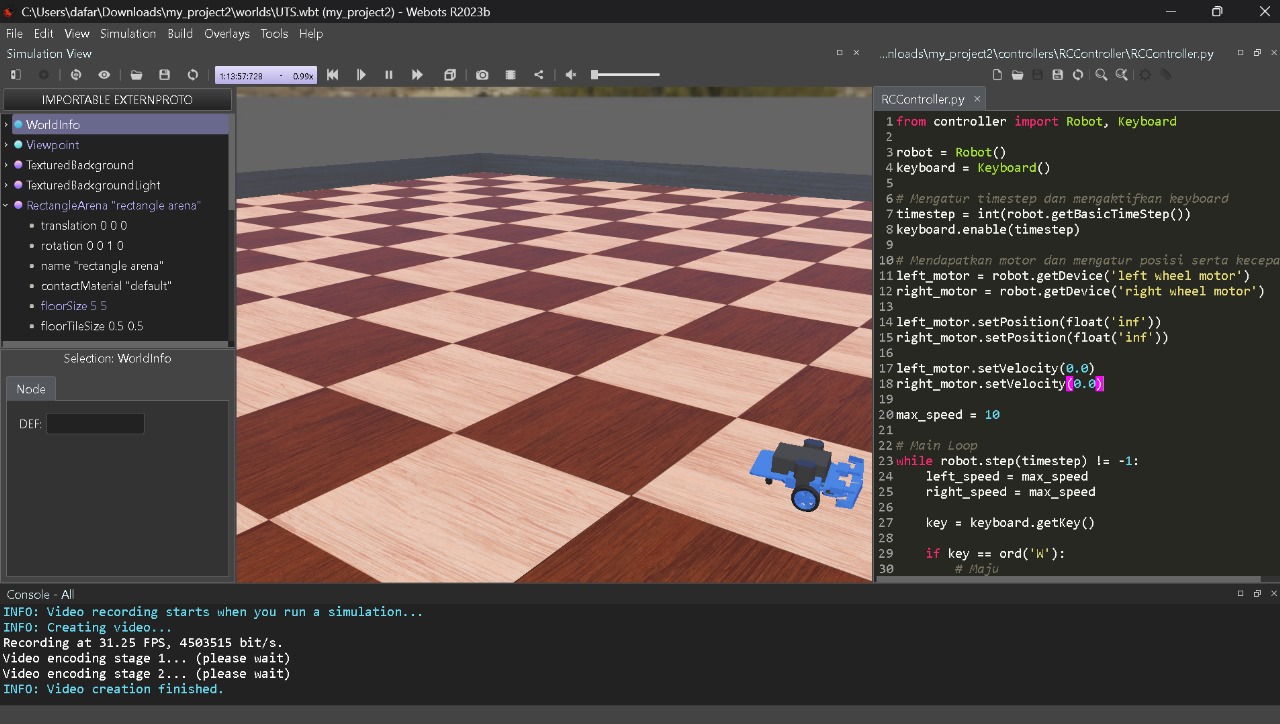 C:\Users\dafar\Downloads\my_project2\worlds\UTS.wbt (my_project2) - Webots R2023b
File Edit View Simulation Build Overlays Tools Help
Simulation View
1:13:57:728 - 0.99x
IMPORTABLE EXTERNPROTO
WorldInfo
Viewpoint
TexturedBackground
TexturedBackgroundLight
RectangleArena "rectangle arena"
translation 0 0 0
rotation 0 0 1 0
name "rectangle arena"
contactMaterial "default"
floorSize 5 5
floorTileSize 0.5 0.5
Selection: WorldInfo
Node
DEF:
...nloads\my_project2\controllers\RCController\RCController.py
RCController.py ×
1 from controller import Robot, Keyboard
2
3 robot = Robot()
4 keyboard = Keyboard()
5
6 # Mengatur timestep dan mengaktifkan keyboard
7 timestep = int(robot.getBasicTimeStep())
8 keyboard.enable(timestep)
9
10 # Mendapatkan motor dan mengatur posisi serta kecepa
11 left_motor = robot.getDevice('left wheel motor')
12 right_motor = robot.getDevice('right wheel motor')
13
14 left_motor.setPosition(float('inf'))
15 right_motor.setPosition(float('inf'))
16
17 left_motor.setVelocity(0.0)
18 right_motor.setVelocity(0.0)
19
20 max_speed = 10
21
22 # Main Loop
23 while robot.step(timestep) != -1:
24     left_speed = max_speed
25     right_speed = max_speed
26
27     key = keyboard.getKey()
28
29     if key == ord('W'):
30         # Maju
Console - All
INFO: Video recording starts when you run a simulation...
INFO: Creating video...
Recording at 31.25 FPS, 4503515 bit/s.
Video encoding stage 1... (please wait)
Video encoding stage 2... (please wait)
INFO: Video creation finished.